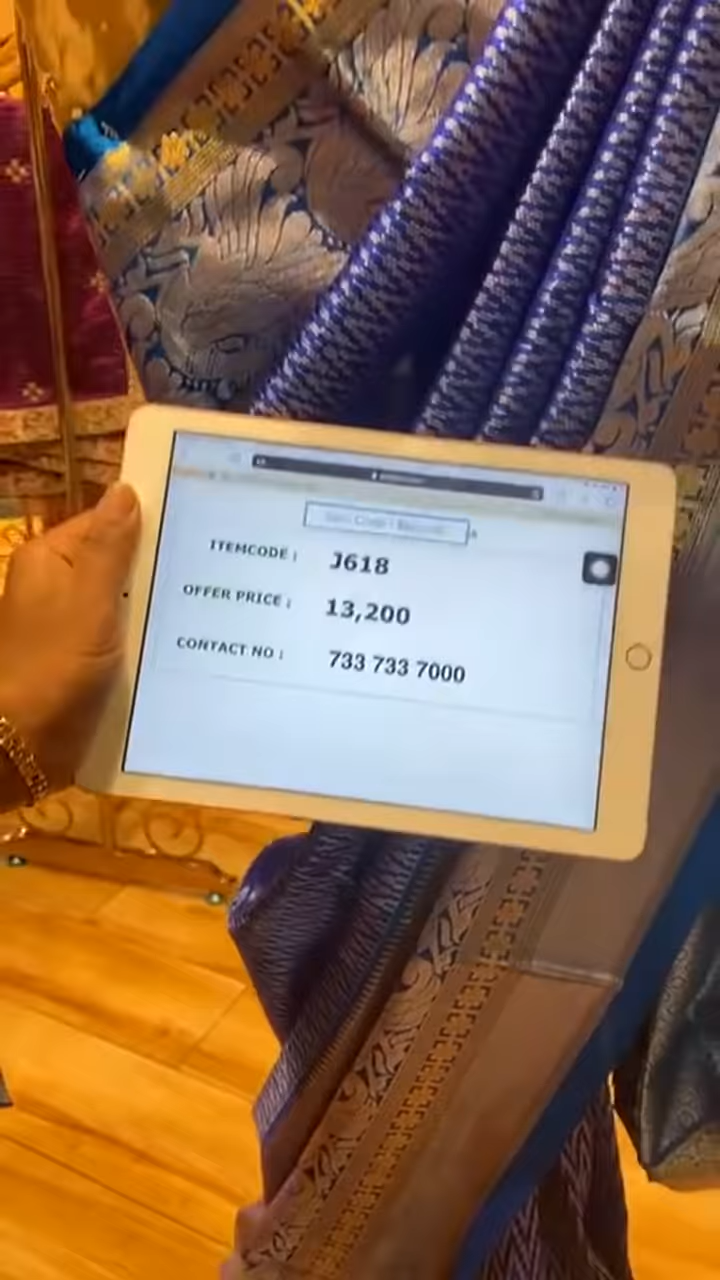 ITEMCODE : J618
OFFER PRICE : 13,200
CONTACT NO : 733 733 7000